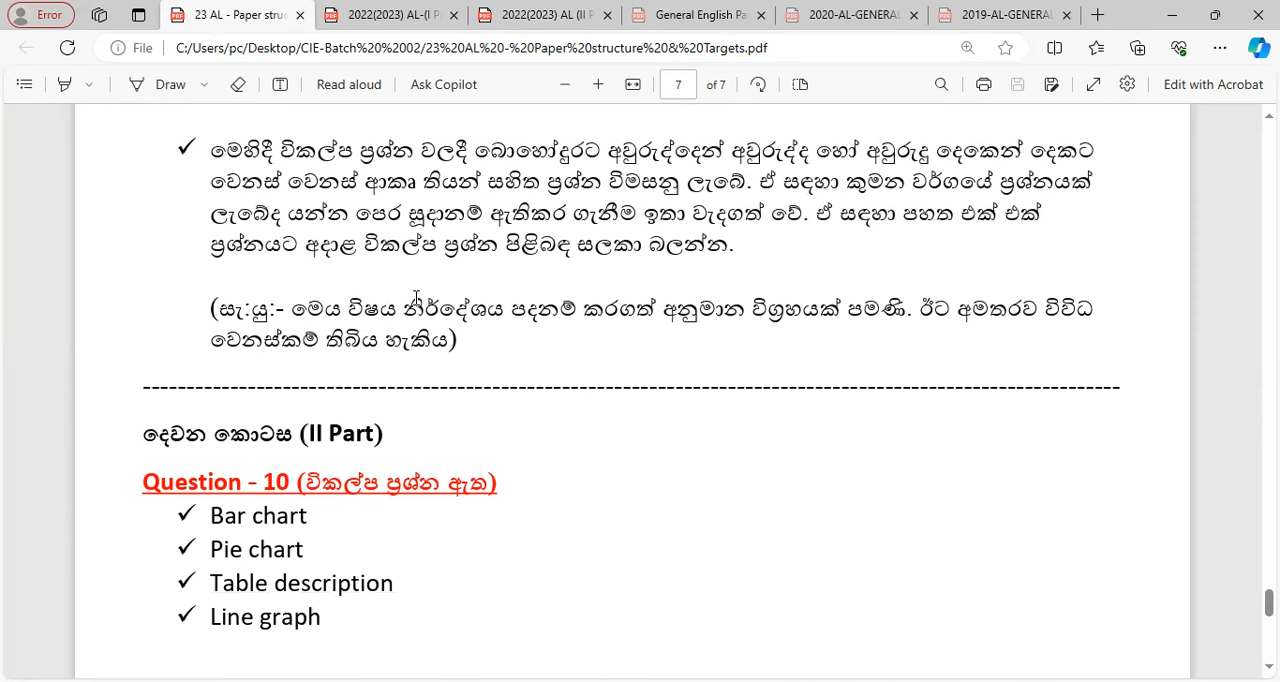 Error
23 AL - Paper struc
2022(2023) AL-(I P
2022(2023) AL (II P
General English Pa
2020-AL-GENERAL
2019-AL-GENERAL
File
C:/Users/pc/Desktop/CIE-Batch%20%2002/23%20AL%20-%20Paper%20structure%20&%20Targets.pdf
Draw
Read aloud
Ask Copilot
7
of 7
Edit with Acrobat
✓ මෙහිදී විකල්ප ප්‍රශ්න වලදී බොහෝදුරට අවුරුද්දෙන් අවුරුද්ද හෝ අවුරුදු දෙකෙන් දෙකට
වෙනස් වෙනස් ආකෘ තියන් සහිත ප්‍රශ්න විමසනු ලැබේ. ඒ සඳහා කුමන වර්ගයේ ප්‍රශ්නයක්
ලැබේද යන්න පෙර සූදානම් ඇතිකර ගැනීම ඉතා වැදගත් වේ. ඒ සඳහා පහත එක් එක්
ප්‍රශ්නයට අදාළ විකල්ප ප්‍රශ්න පිළිබඳ සලකා බලන්න.
(සැ:යු:- මෙය විෂය නිර්දේශය පදනම් කරගත් අනුමාන විග්‍රහයක් පමණි. ඊට අමතරව විවිධ
වෙනස්කම් තිබිය හැකිය)
දෙවන කොටස (II Part)
Question - 10 (විකල්ප ප්‍රශ්න ඇත)
✓ Bar chart
✓ Pie chart
✓ Table description
✓ Line graph